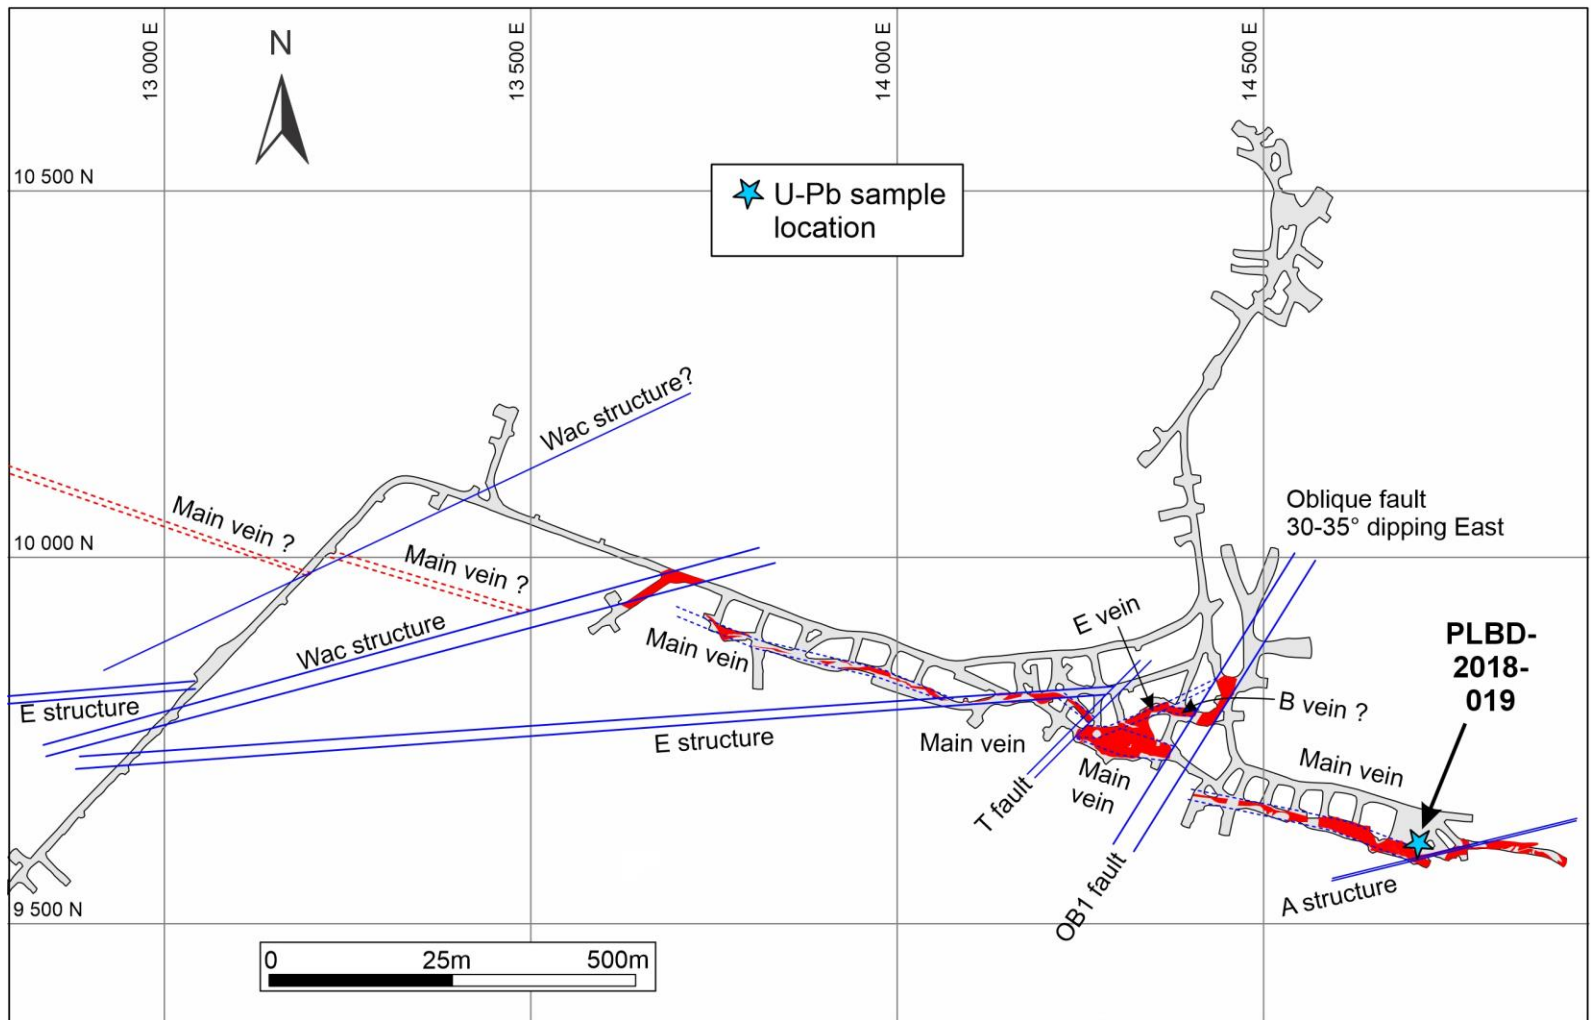 13 000 E
13 500 E
14 000 E
14 500 E
N
10 500 N
U-Pb sample
location
Wac structure?
Main vein ?
Main vein ?
Oblique fault
30-35° dipping East
10 000 N
E vein
PLBD-
2018-
019
Wac structure
Main vein
E structure
B vein ?
E structure
Main vein
Main vein
Main
vein
T fault
OB1 fault
A structure
9 500 N
0 25m 500m